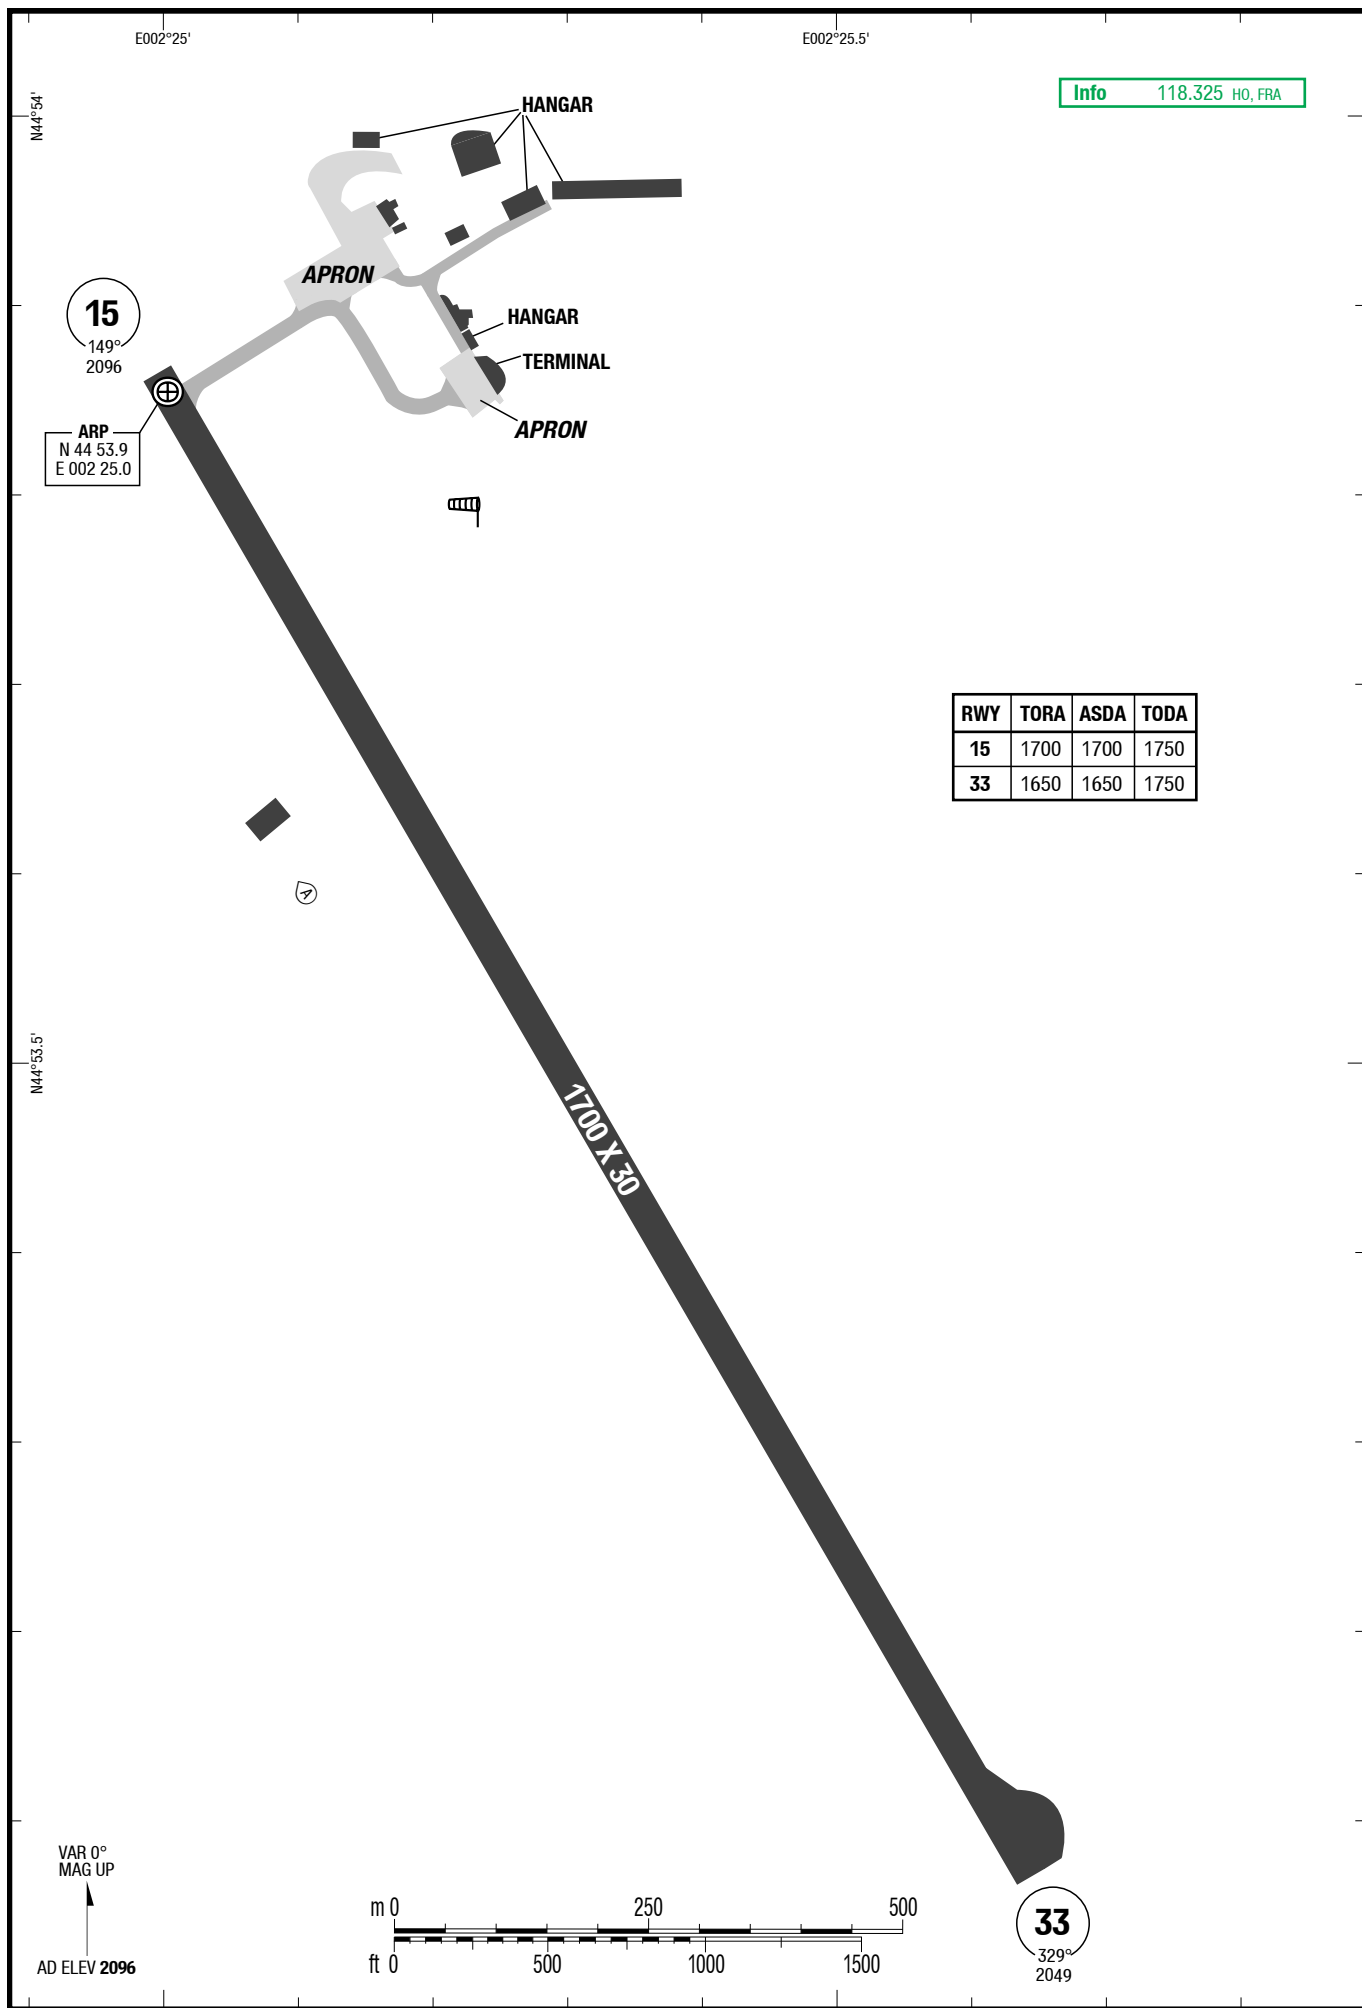 E002°25'
E002°25.5'
N44°54'
Info 118.325 HO, FRA
HANGAR
APRON
15
149°
2096
HANGAR
TERMINAL
ARP
N 44 53.9
E 002 25.0
APRON
RWY TORA ASDA TODA
15 1700 1700 1750
33 1650 1650 1750
A
N44°53.5'
1700 X 30
VAR 0°
MAG UP
AD ELEV 2096
m 0 250 500
ft 0 500 1000 1500
33
329°
2049